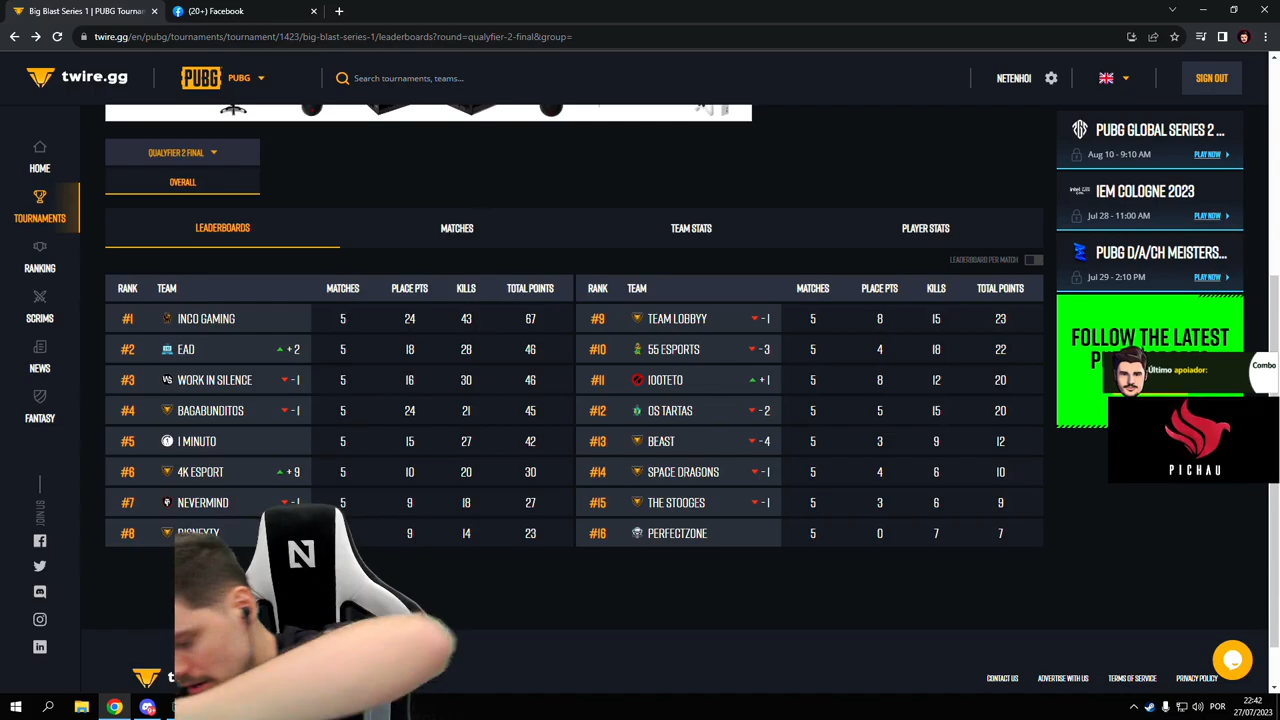 Big Blast Series 1 | PUBG Tournam
(20+) Facebook
twire.gg/en/pubg/tournaments/tournament/1423/big-blast-series-1/leaderboards?round=qualyfier-2-final&group=
twire.gg
PUBG
PUBG
Search tournaments, teams...
NETENHOI
SIGN OUT
HOME
TOURNAMENTS
RANKING
SCRIMS
NEWS
FANTASY
JOIN US
QUALYFIER 2 FINAL
OVERALL
LEADERBOARDS MATCHES TEAM STATS PLAYER STATS
LEADERBOARD PER MATCH
RANK TEAM MATCHES PLACE PTS KILLS TOTAL POINTS
#1 INCO GAMING 5 24 43 67
#2 EAD +2 5 18 28 46
#3 WORK IN SILENCE -1 5 16 30 46
#4 BAGABUNDITOS -1 5 24 21 45
#5 1 MINUTO 5 15 27 42
#6 4K ESPORT +9 5 10 20 30
#7 NEVERMIND -1 5 9 18 27
#8 DISNEYTY 9 14 23
RANK TEAM MATCHES PLACE PTS KILLS TOTAL POINTS
#9 TEAM LOBBYY -1 5 8 15 23
#10 55 ESPORTS -3 5 4 18 22
#11 100TETO +1 5 8 12 20
#12 OS TARTAS -2 5 5 15 20
#13 BEAST -4 5 3 9 12
#14 SPACE DRAGONS -1 5 4 6 10
#15 THE STOOGES -1 5 3 6 9
#16 PERFECTZONE 5 0 7 7
PUBG GLOBAL SERIES 2 ...
Aug 10 - 9:10 AM PLAY NOW
IEM COLOGNE 2023
Jul 28 - 11:00 AM PLAY NOW
PUBG D/A/CH MEISTERS...
Jul 29 - 2:10 PM PLAY NOW
FOLLOW THE LATEST
Último apoiador:
Combo
PICHAU
CONTACT US ADVERTISE WITH US TERMS OF SERVICE PRIVACY POLICY
POR
22:42
27/07/2023